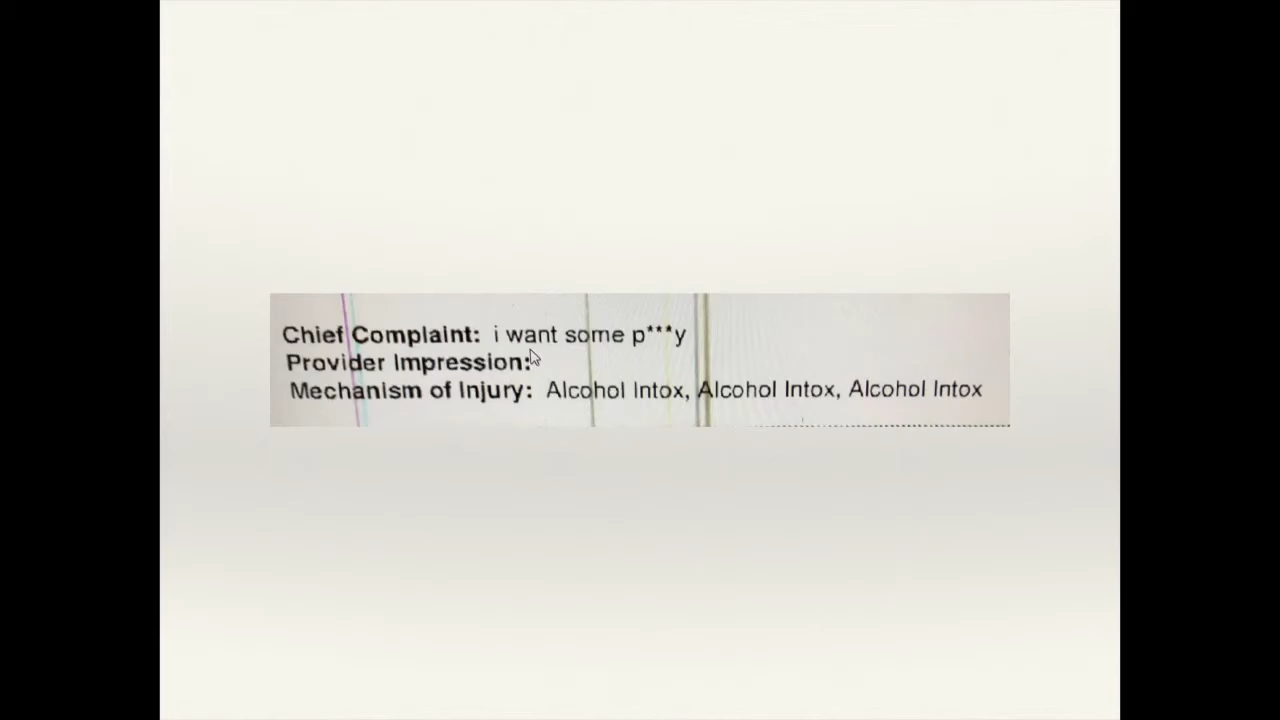 Chief Complaint: i want some p***y
Provider Impression:
Mechanism of Injury: Alcohol Intox, Alcohol Intox, Alcohol Intox